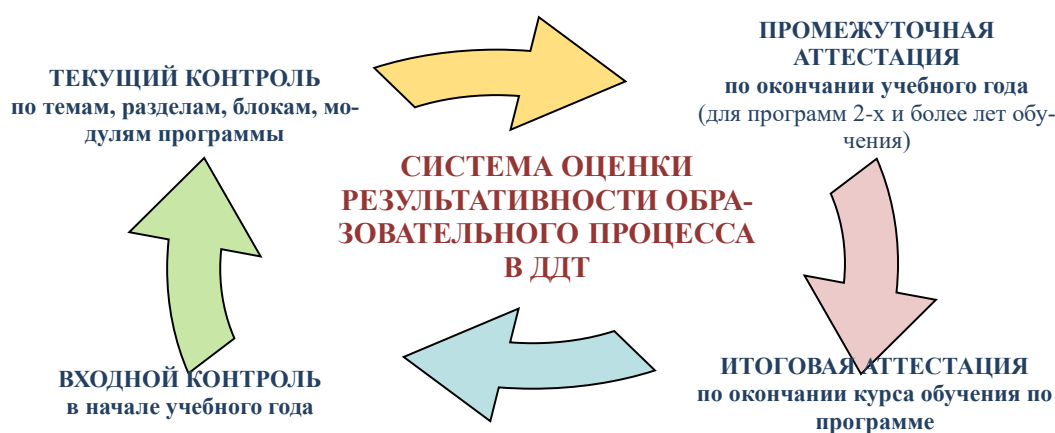 ТЕКУЩИЙ КОНТРОЛЬ
по темам, разделам, блокам, мо-
дулям программы
ПРОМЕЖУТОЧНАЯ
АТТЕСТАЦИЯ
по окончании учебного года
(для программ 2-х и более лет обу-
чения)
СИСТЕМА ОЦЕНКИ
РЕЗУЛЬТАТИВНОСТИ ОБРА-
ЗОВАТЕЛЬНОГО ПРОЦЕССА
В ДДТ
ВХОДНОЙ КОНТРОЛЬ
в начале учебного года
ИТОГОВАЯ АТТЕСТАЦИЯ
по окончании курса обучения по
программе